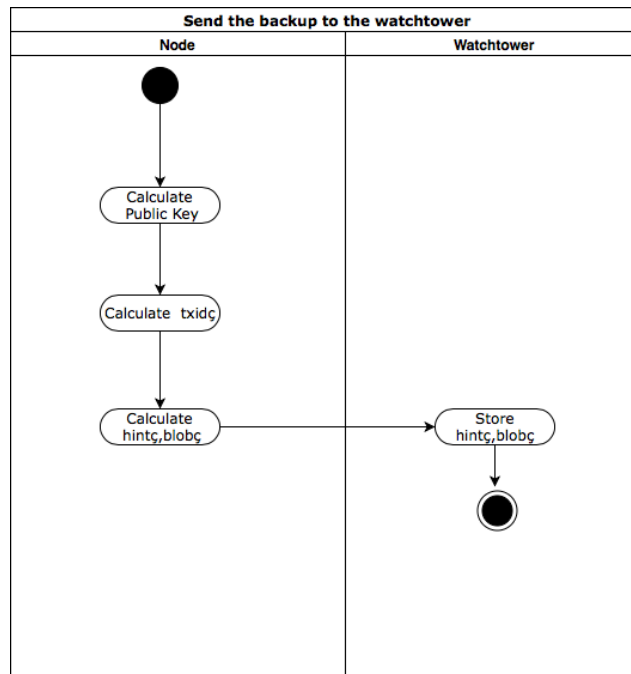 Send the backup to the watchtower
Node
Watchtower
Calculate
Public Key
Calculate txidç
Calculate
hintç,blobç
Store
hintç,blobç